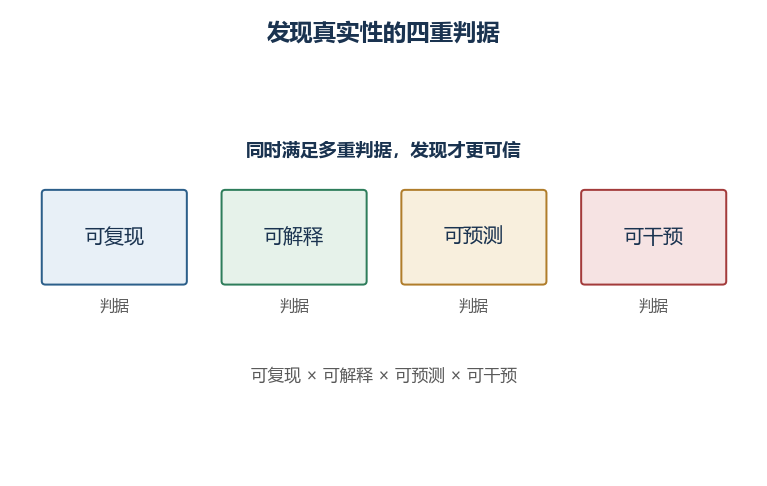 发现真实性的四重判据
同时满足多重判据，发现才更可信
可复现
可解释
可预测
可干预
判据
判据
判据
判据
可复现 × 可解释 × 可预测 × 可干预